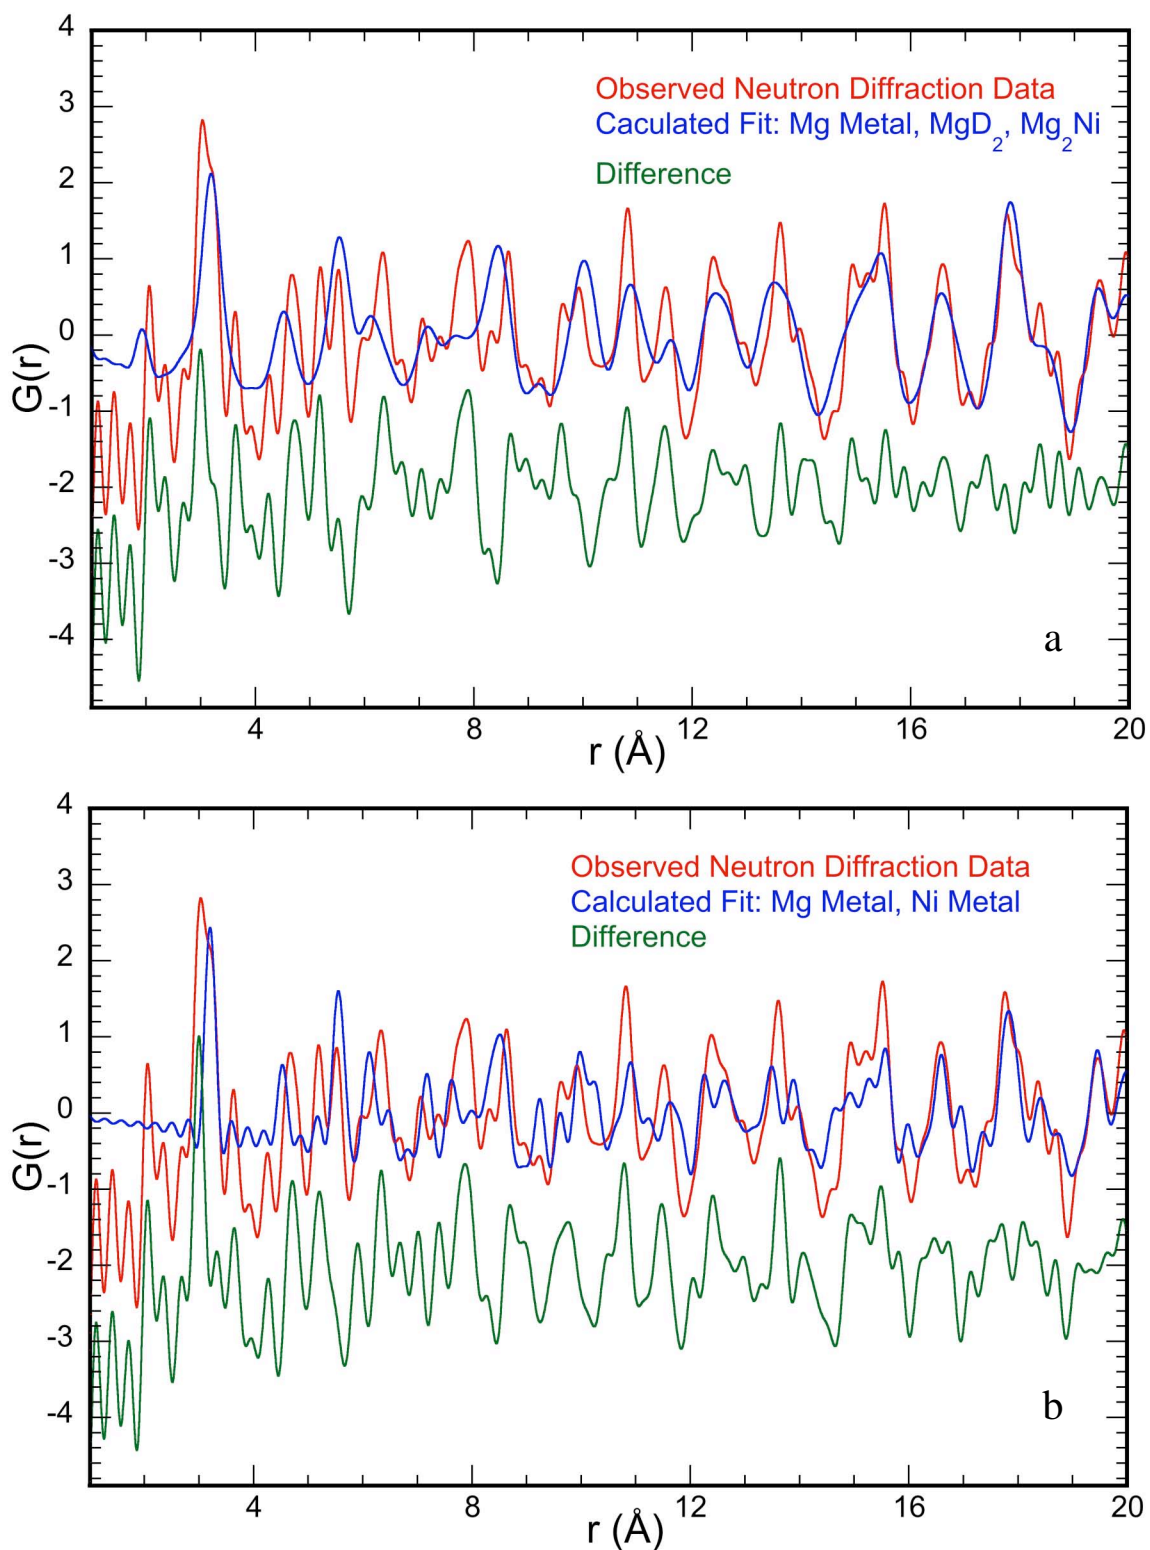 4
3
2
1
0
-1
-2
-3
-4
G(r)
Observed Neutron Diffraction Data
Caculated Fit: Mg Metal, MgD2, Mg2Ni
Difference
a
4
8
12
16
20
r (Å)
4
3
2
1
0
-1
-2
-3
-4
G(r)
Observed Neutron Diffraction Data
Calculated Fit: Mg Metal, Ni Metal
Difference
b
4
8
12
16
20
r (Å)